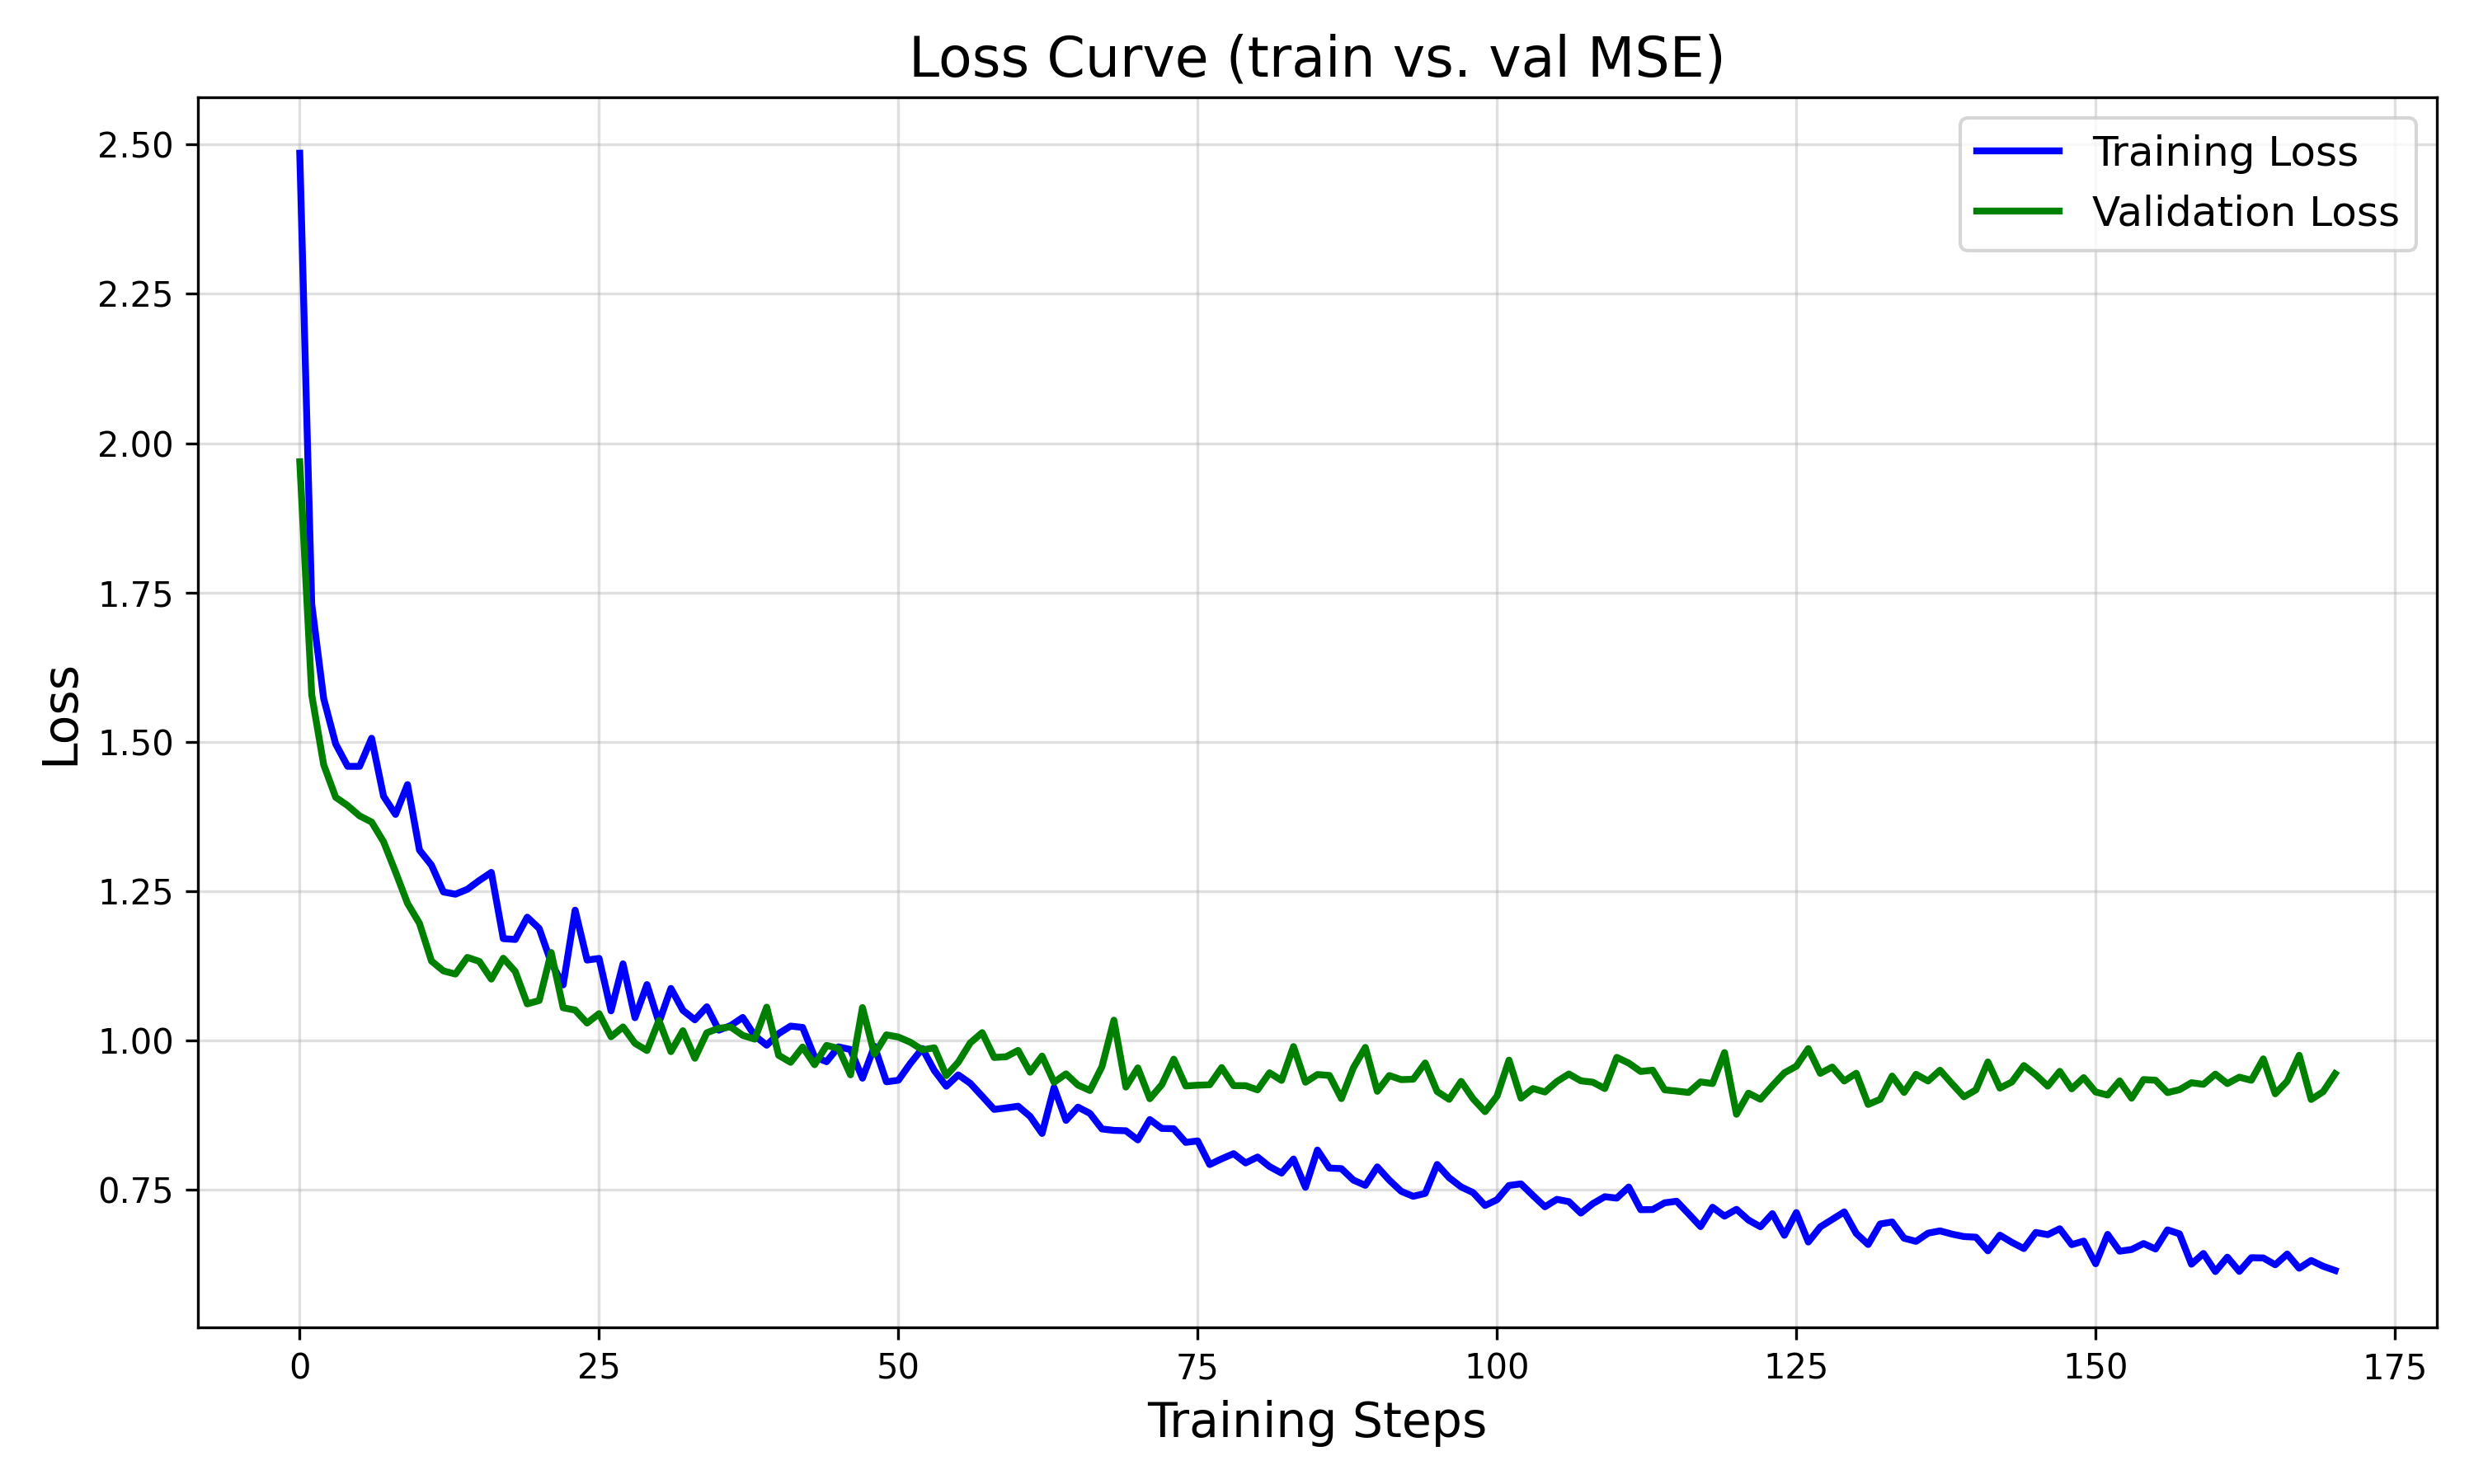 Loss Curve (train vs. val MSE)
Training Loss
Validation Loss
2.50
2.25
2.00
1.75
1.50
1.25
1.00
0.75
Loss
0 25 50 75 100 125 150 175
Training Steps